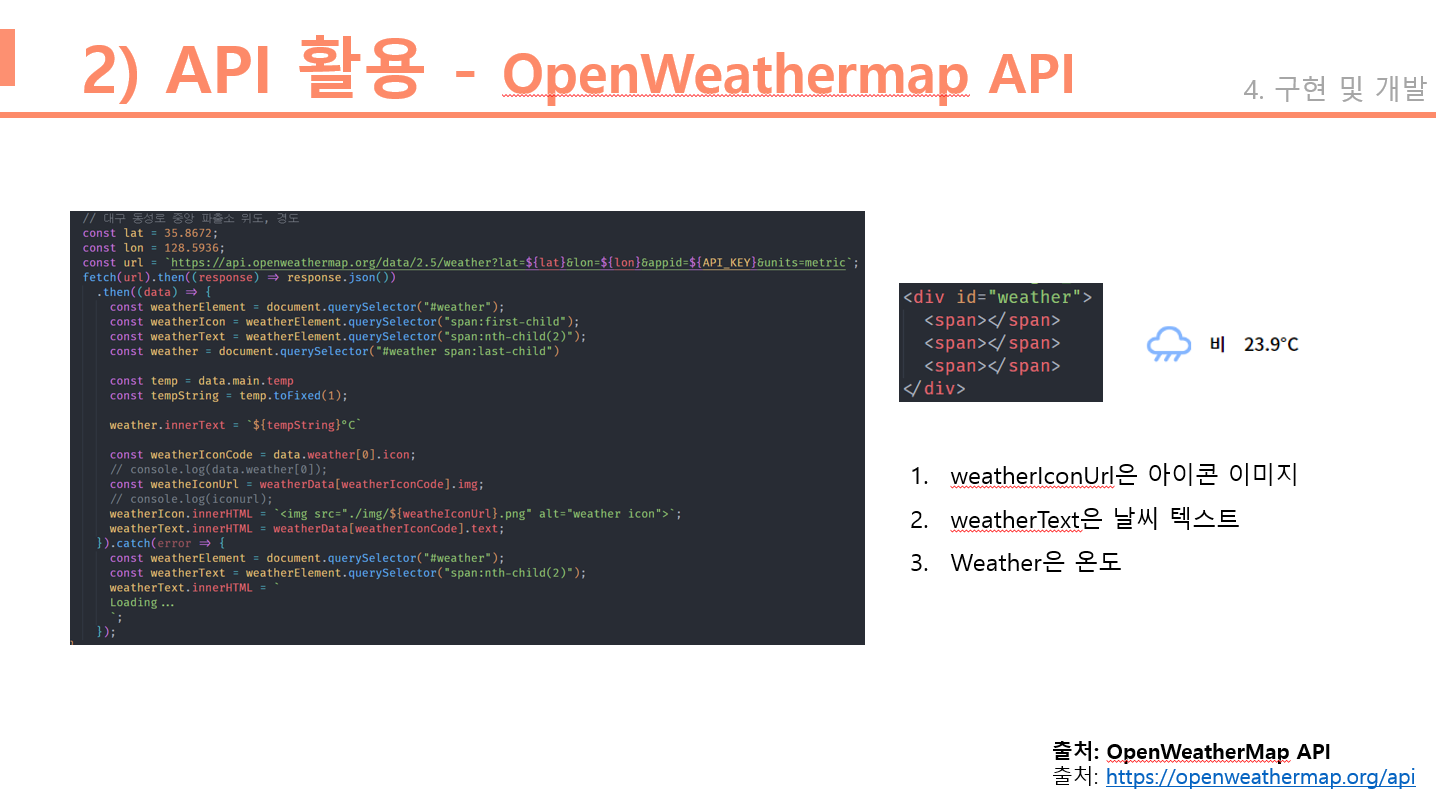 2) API 활용 - OpenWeathermap API
4. 구현 및 개발
// 대구 동성로 중앙 파출소 위도, 경도
const lat = 35.8672;
const lon = 128.5936;
const url = `https://api.openweathermap.org/data/2.5/weather?lat=${lat}&lon=${lon}&appid=${API_KEY}&units=metric`;
fetch(url).then((response) => response.json())
.then((data) => {
const weatherElement = document.querySelector("#weather");
const weatherIcon = weatherElement.querySelector("span:first-child");
const weatherText = weatherElement.querySelector("span:nth-child(2)");
const weather = document.querySelector("#weather span:last-child")
const temp = data.main.temp
const tempString = temp.toFixed(1);
weather.innerText = `${tempString}°C`
const weatherIconCode = data.weather[0].icon;
// console.log(data.weather[0]);
const weatheIconUrl = weatherData[weatherIconCode].img;
// console.log(iconurl);
weatherIcon.innerHTML = `<img src="./img/${weatheIconUrl}.png" alt="weather icon">`;
weatherText.innerHTML = weatherData[weatherIconCode].text;
}).catch(error => {
const weatherElement = document.querySelector("#weather");
const weatherText = weatherElement.querySelector("span:nth-child(2)");
weatherText.innerHTML = `
Loading...
`;
});
<div id="weather">
<span></span>
<span></span>
<span></span>
</div>
비 23.9°C
1. weatherIconUrl은 아이콘 이미지
2. weatherText은 날씨 텍스트
3. Weather은 온도
출처: OpenWeatherMap API
출처: https://openweathermap.org/api